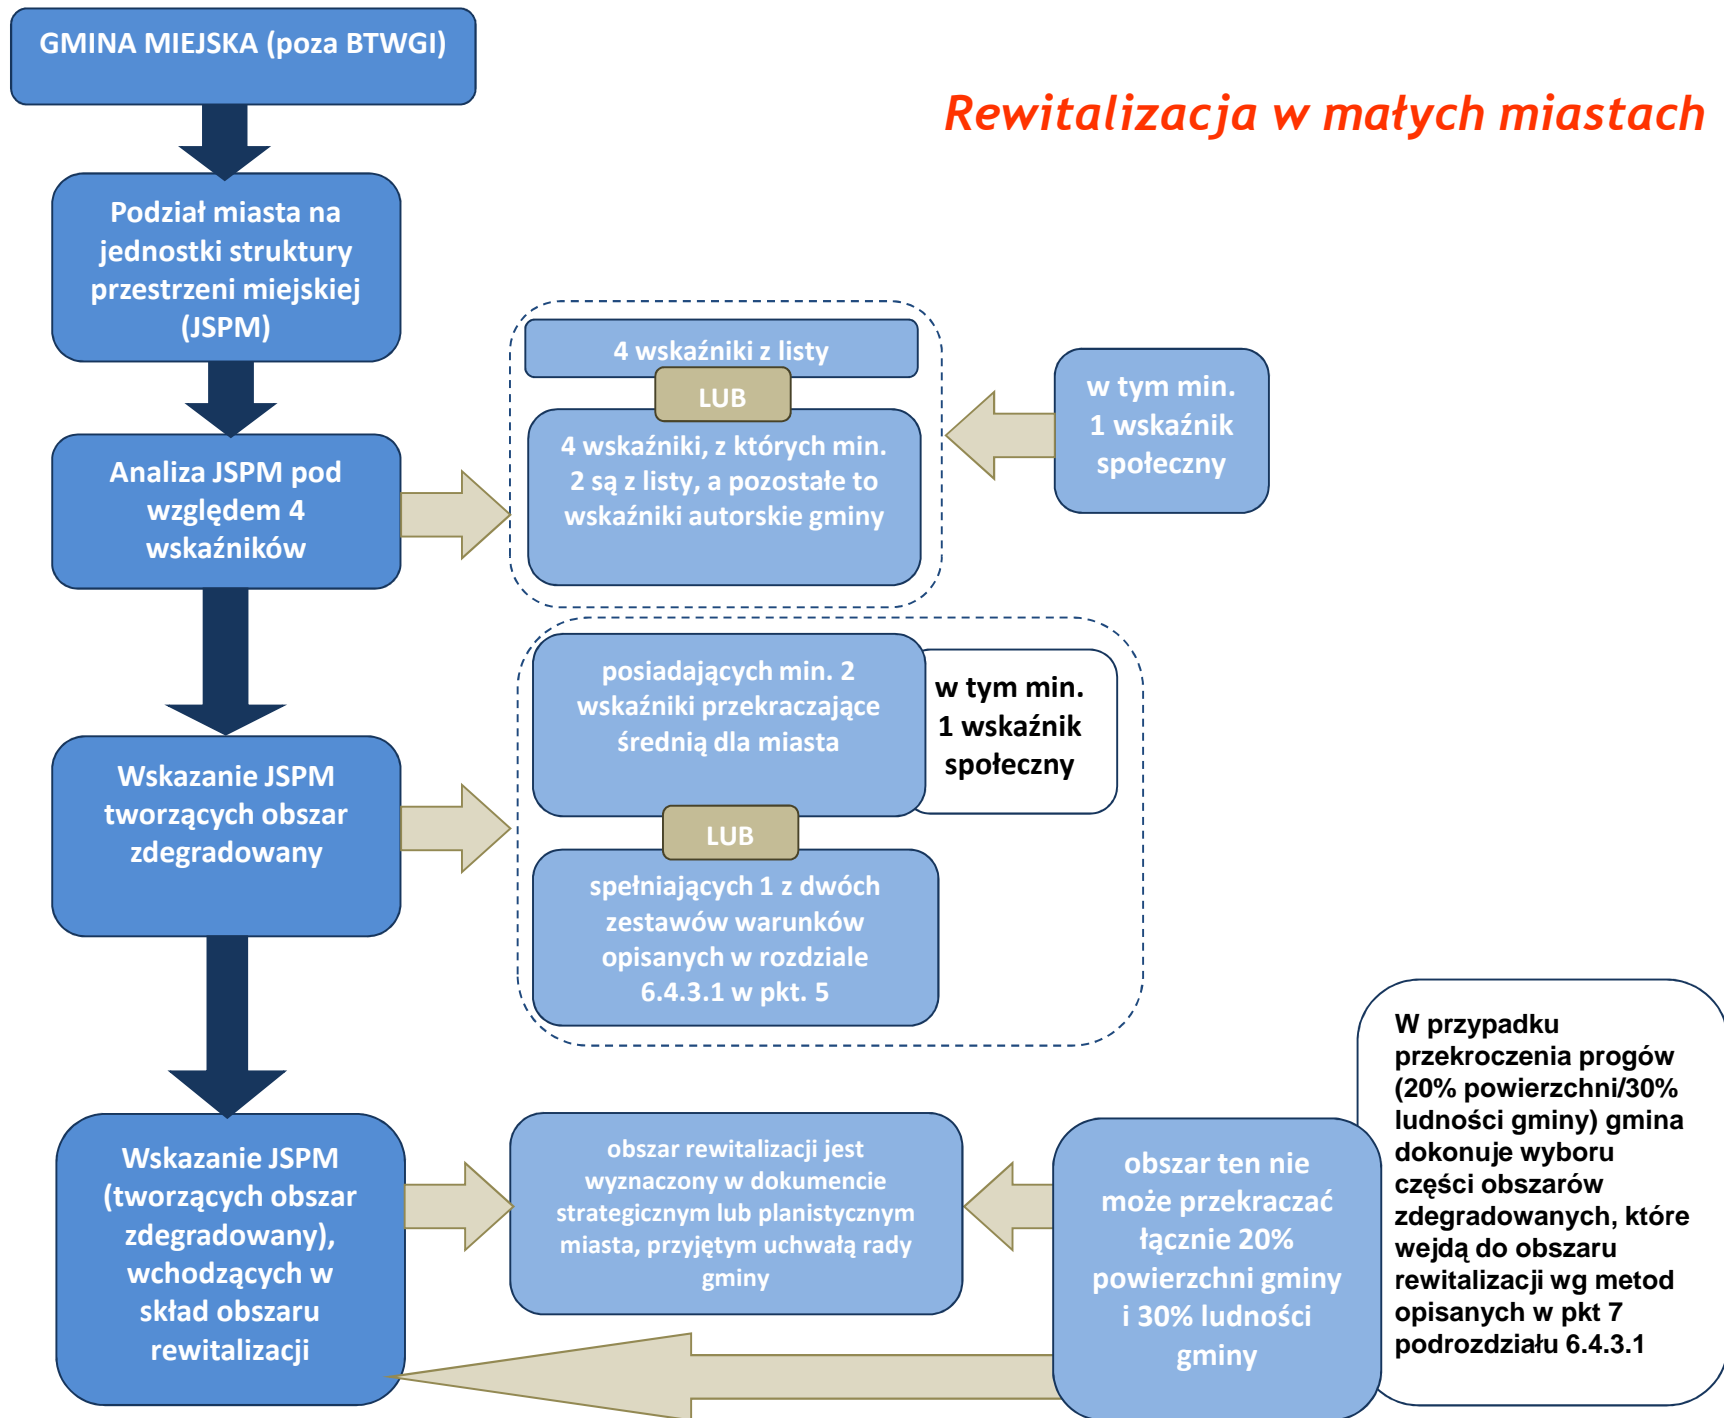 GMINA MIEJSKA (poza BTWGI)
Rewitalizacja w małych miastach
Podział miasta na
jednostki struktury
przestrzeni miejskiej
(JSPM)
4 wskaźniki z listy
LUB
4 wskaźniki, z których min.
2 są z listy, a pozostałe to
wskaźniki autorskie gminy
w tym min.
1 wskaźnik
społeczny
Analiza JSPM pod
względem 4
wskaźników
posiadających min. 2
wskaźniki przekraczające
średnią dla miasta
w tym min.
1 wskaźnik
społeczny
Wskazanie JSPM
tworzących obszar
zdegradowany
LUB
spełniających 1 z dwóch
zestawów warunków
opisanych w rozdziale
6.4.3.1 w pkt. 5
Wskazanie JSPM
(tworzących obszar
zdegradowany),
wchodzących w
skład obszaru
rewitalizacji
obszar rewitalizacji jest
wyznaczony w dokumencie
strategicznym lub planistycznym
miasta, przyjętym uchwałą rady
gminy
obszar ten nie
może przekraczać
łącznie 20%
powierzchni gminy
i 30% ludności
gminy
W przypadku
przekroczenia progów
(20% powierzchni/30%
ludności gminy) gmina
dokonuje wyboru
części obszarów
zdegradowanych, które
wejdą do obszaru
rewitalizacji wg metod
opisanych w pkt 7
podrozdziału 6.4.3.1